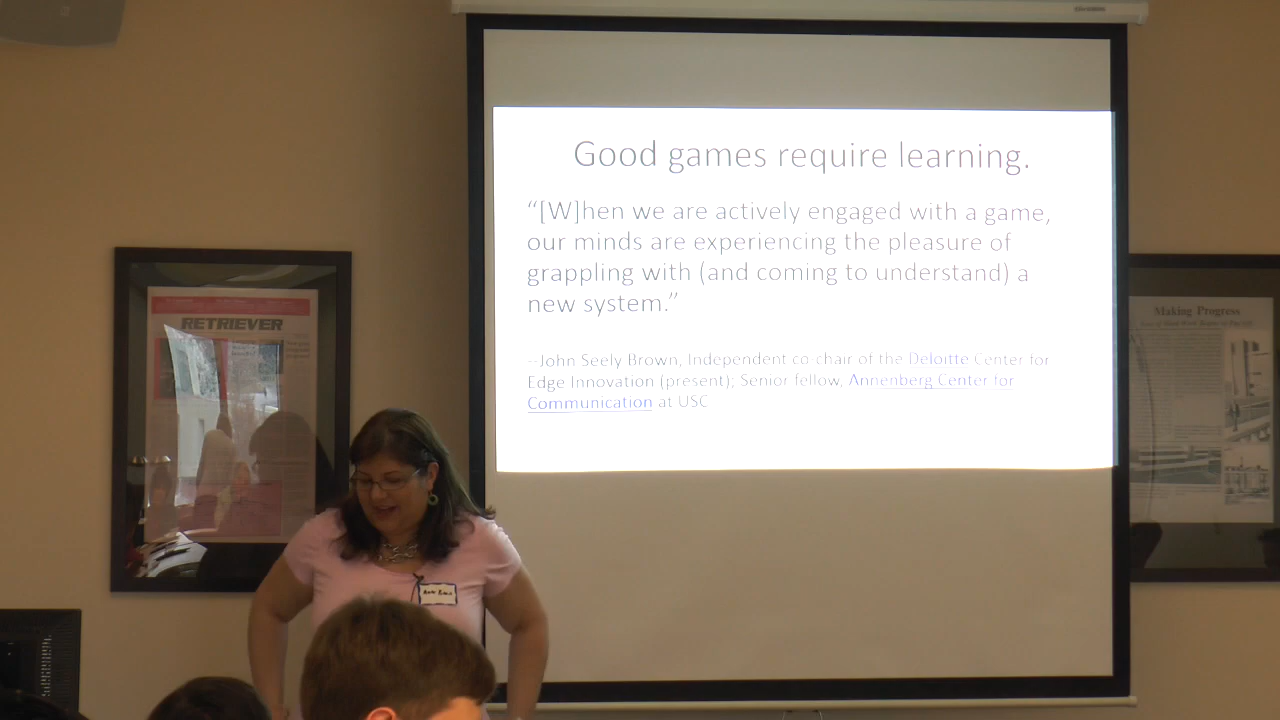 Good games require learning.
“[W]hen we are actively engaged with a game,
our minds are experiencing the pleasure of
grappling with (and coming to understand) a
new system.”
--John Seely Brown, Independent co-chair of the Deloitte Center for
Edge Innovation (present); Senior fellow, Annenberg Center for
Communication at USC
RETRIEVER
Making Progress